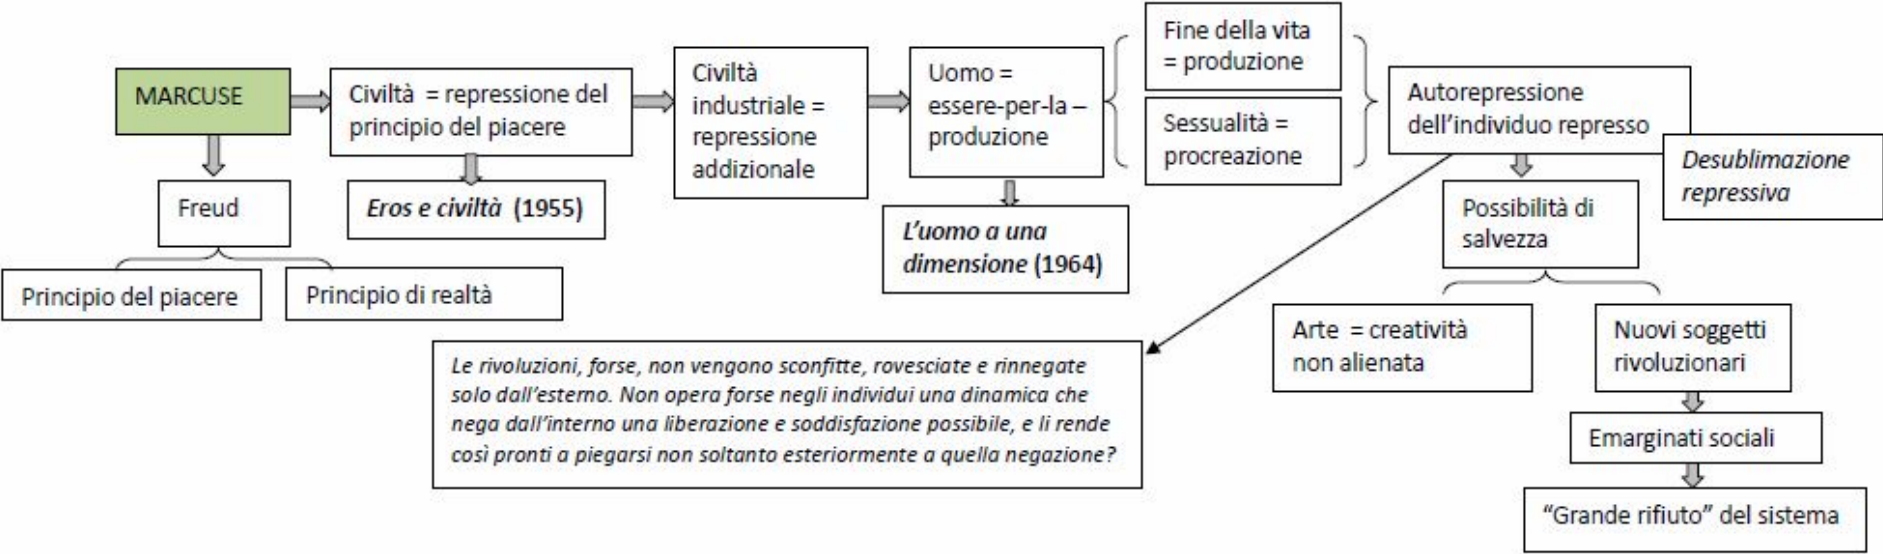 MARCUSE
Civiltà = repressione del
principio del piacere
Civiltà
industriale =
repressione
addizionale
Uomo =
essere-per-la –
produzione
Fine della vita
= produzione
Sessualità =
procreazione
Autorepressione
dell'individuo represso
Desublimazione
repressiva
Freud
Principio del piacere
Principio di realtà
Eros e civiltà (1955)
L'uomo a una
dimensione (1964)
Possibilità di
salvezza
Arte = creatività
non alienata
Nuovi soggetti
rivoluzionari
Emarginati sociali
“Grande rifiuto” del sistema
Le rivoluzioni, forse, non vengono sconfitte, rovesciate e rinnegate
solo dall'esterno. Non opera forse negli individui una dinamica che
nega dall'interno una liberazione e soddisfazione possibile, e li rende
così pronti a piegarsi non soltanto esteriormente a quella negazione?